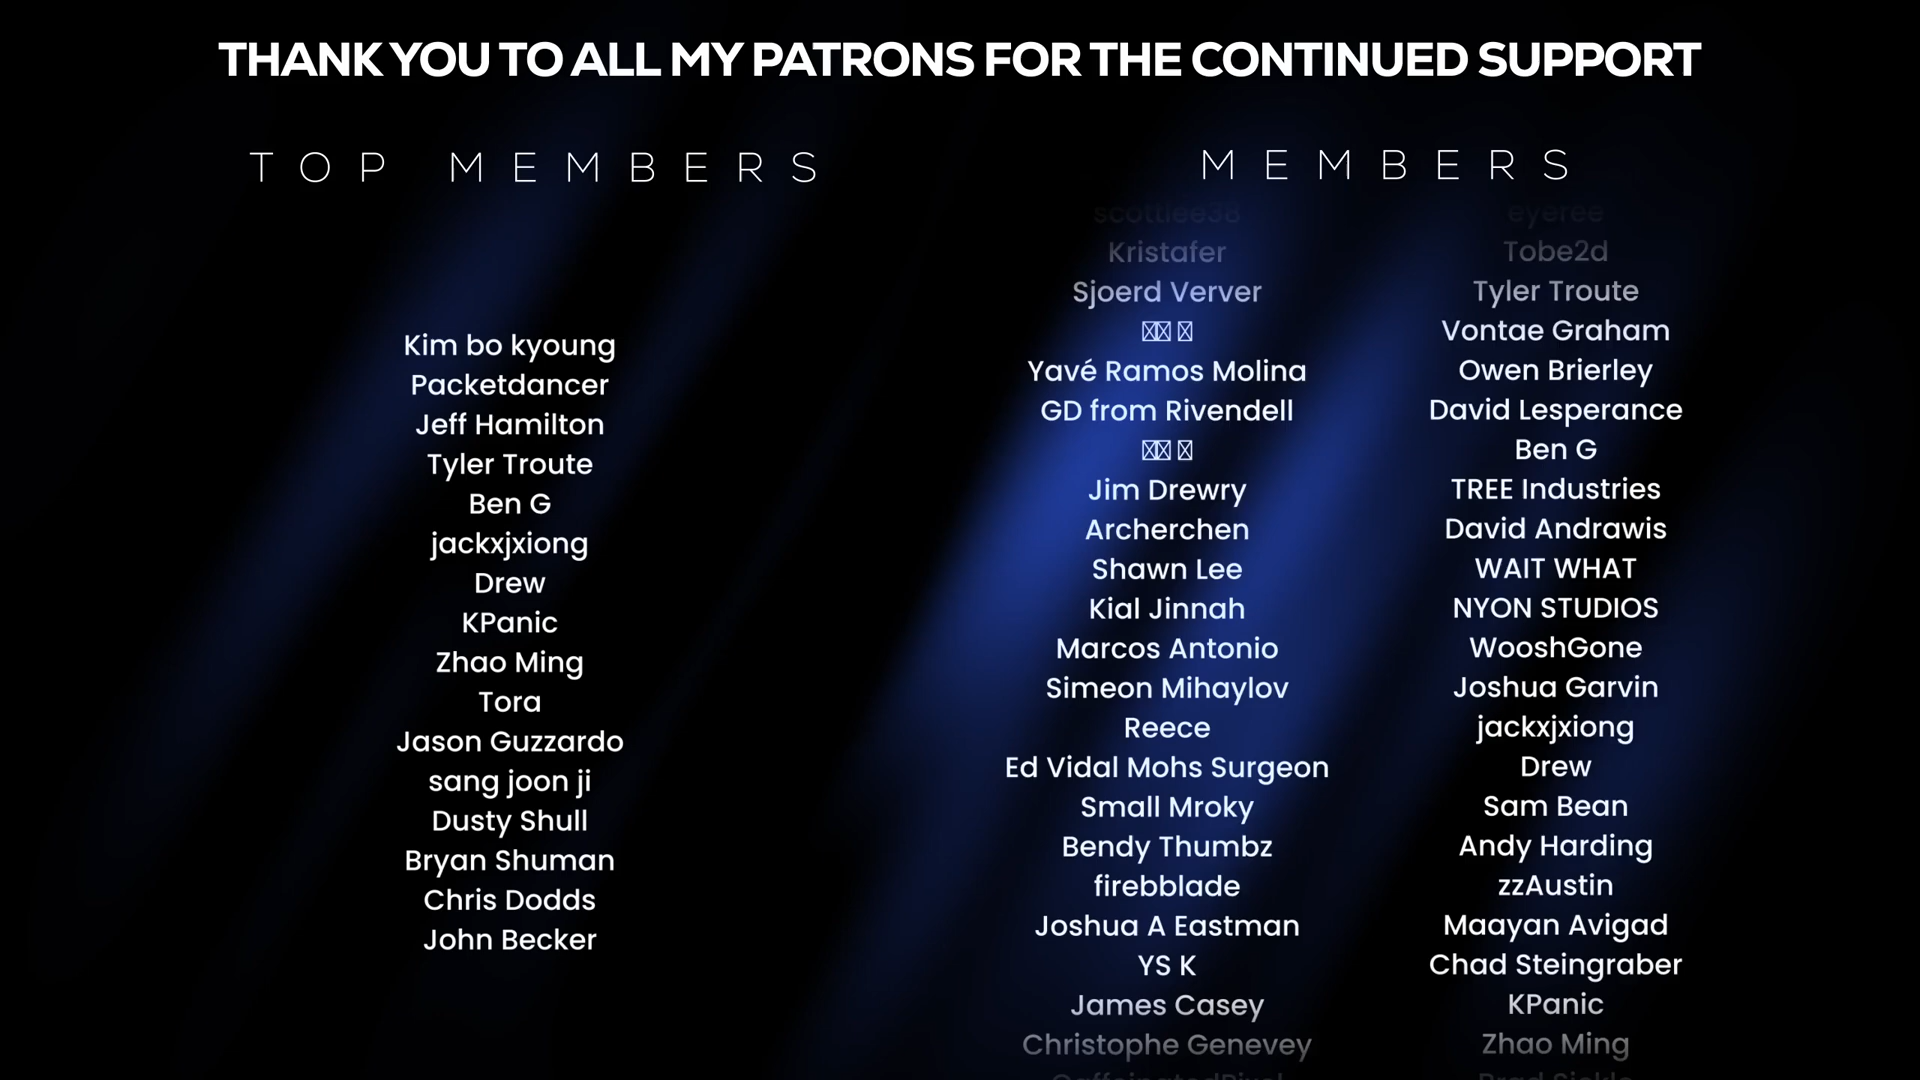 THANK YOU TO ALL MY PATRONS FOR THE CONTINUED SUPPORT
TOP MEMBERS
Kim bo kyoung
Packetdancer
Jeff Hamilton
Tyler Troute
Ben G
jackxjxiong
Drew
KPanic
Zhao Ming
Tora
Jason Guzzardo
sang joon ji
Dusty Shull
Bryan Shuman
Chris Dodds
John Becker
MEMBERS
scottlee38
Kristafer
Sjoerd Verver
Yavé Ramos Molina
GD from Rivendell
Jim Drewry
Archerchen
Shawn Lee
Kial Jinnah
Marcos Antonio
Simeon Mihaylov
Reece
Ed Vidal Mohs Surgeon
Small Mroky
Bendy Thumbz
firebblade
Joshua A Eastman
YS K
James Casey
Christophe Genevey
eyeree
Tobe2d
Tyler Troute
Vontae Graham
Owen Brierley
David Lesperance
Ben G
TREE Industries
David Andrawis
WAIT WHAT
NYON STUDIOS
WooshGone
Joshua Garvin
jackxjxiong
Drew
Sam Bean
Andy Harding
zzAustin
Maayan Avigad
Chad Steingraber
KPanic
Zhao Ming